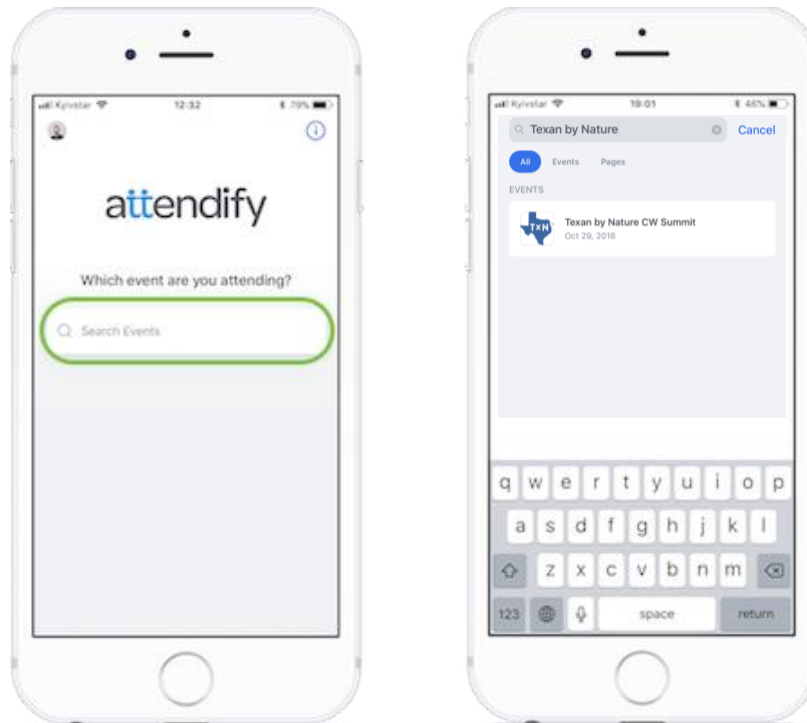 Kyivstar 12:32 79%
attendify
Which event are you attending?
Search Events
Kyivstar 19:01 46%
Texan by Nature Cancel
All Events Pages
EVENTS
TXN
Texan by Nature CW Summit
Oct 29, 2018
q w e r t y u i o p
a s d f g h j k l
z x c v b n m
123 space return